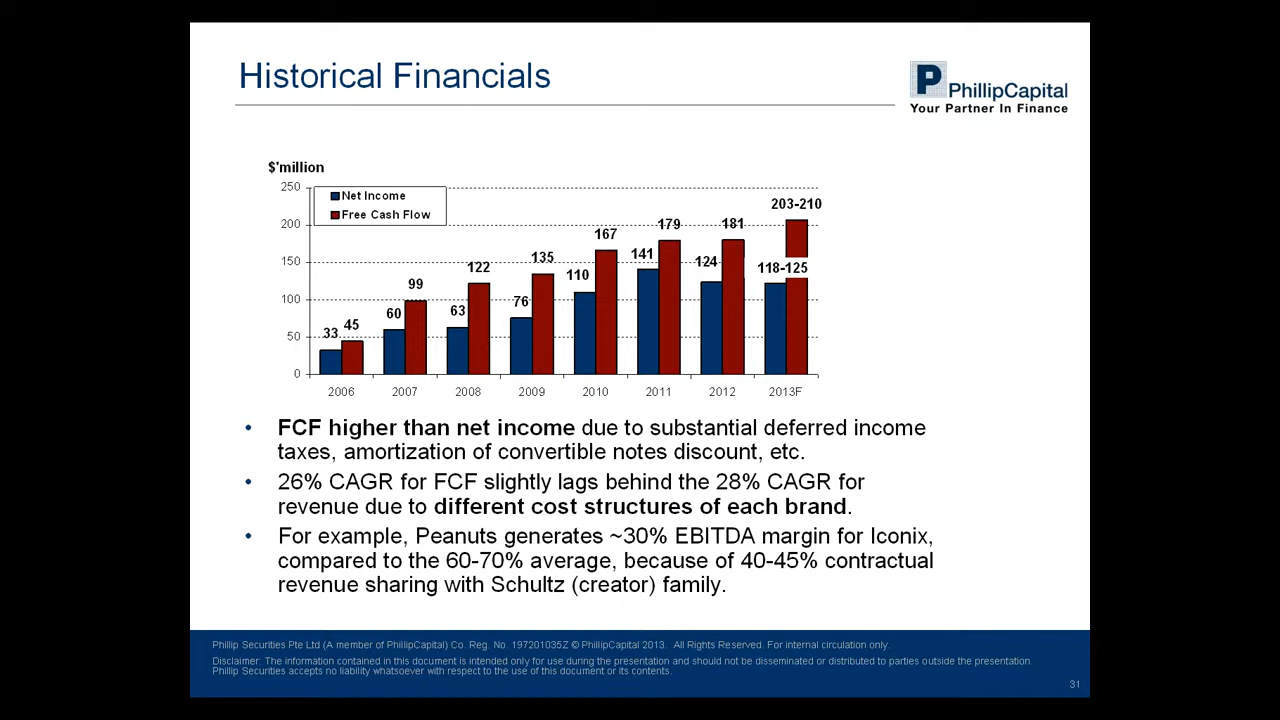 Historical Financials
P PhillipCapital
Your Partner In Finance
$'million
250
200
150
100
50
0
Net Income
Free Cash Flow
33 45
60 99
63 122
76 135
110 167
141 179
124 181
118-125 203-210
2006 2007 2008 2009 2010 2011 2012 2013F
• FCF higher than net income due to substantial deferred income
taxes, amortization of convertible notes discount, etc.
• 26% CAGR for FCF slightly lags behind the 28% CAGR for
revenue due to different cost structures of each brand.
• For example, Peanuts generates ~30% EBITDA margin for Iconix,
compared to the 60-70% average, because of 40-45% contractual
revenue sharing with Schultz (creator) family.
Phillip Securities Pte Ltd (A member of PhillipCapital) Co. Reg. No. 197201035Z © PhillipCapital 2013. All Rights Reserved. For internal circulation only.
Disclaimer: The information contained in this document is intended only for use during the presentation and should not be disseminated or distributed to parties outside the presentation.
Phillip Securities accepts no liability whatsoever with respect to the use of this document or its contents.
31